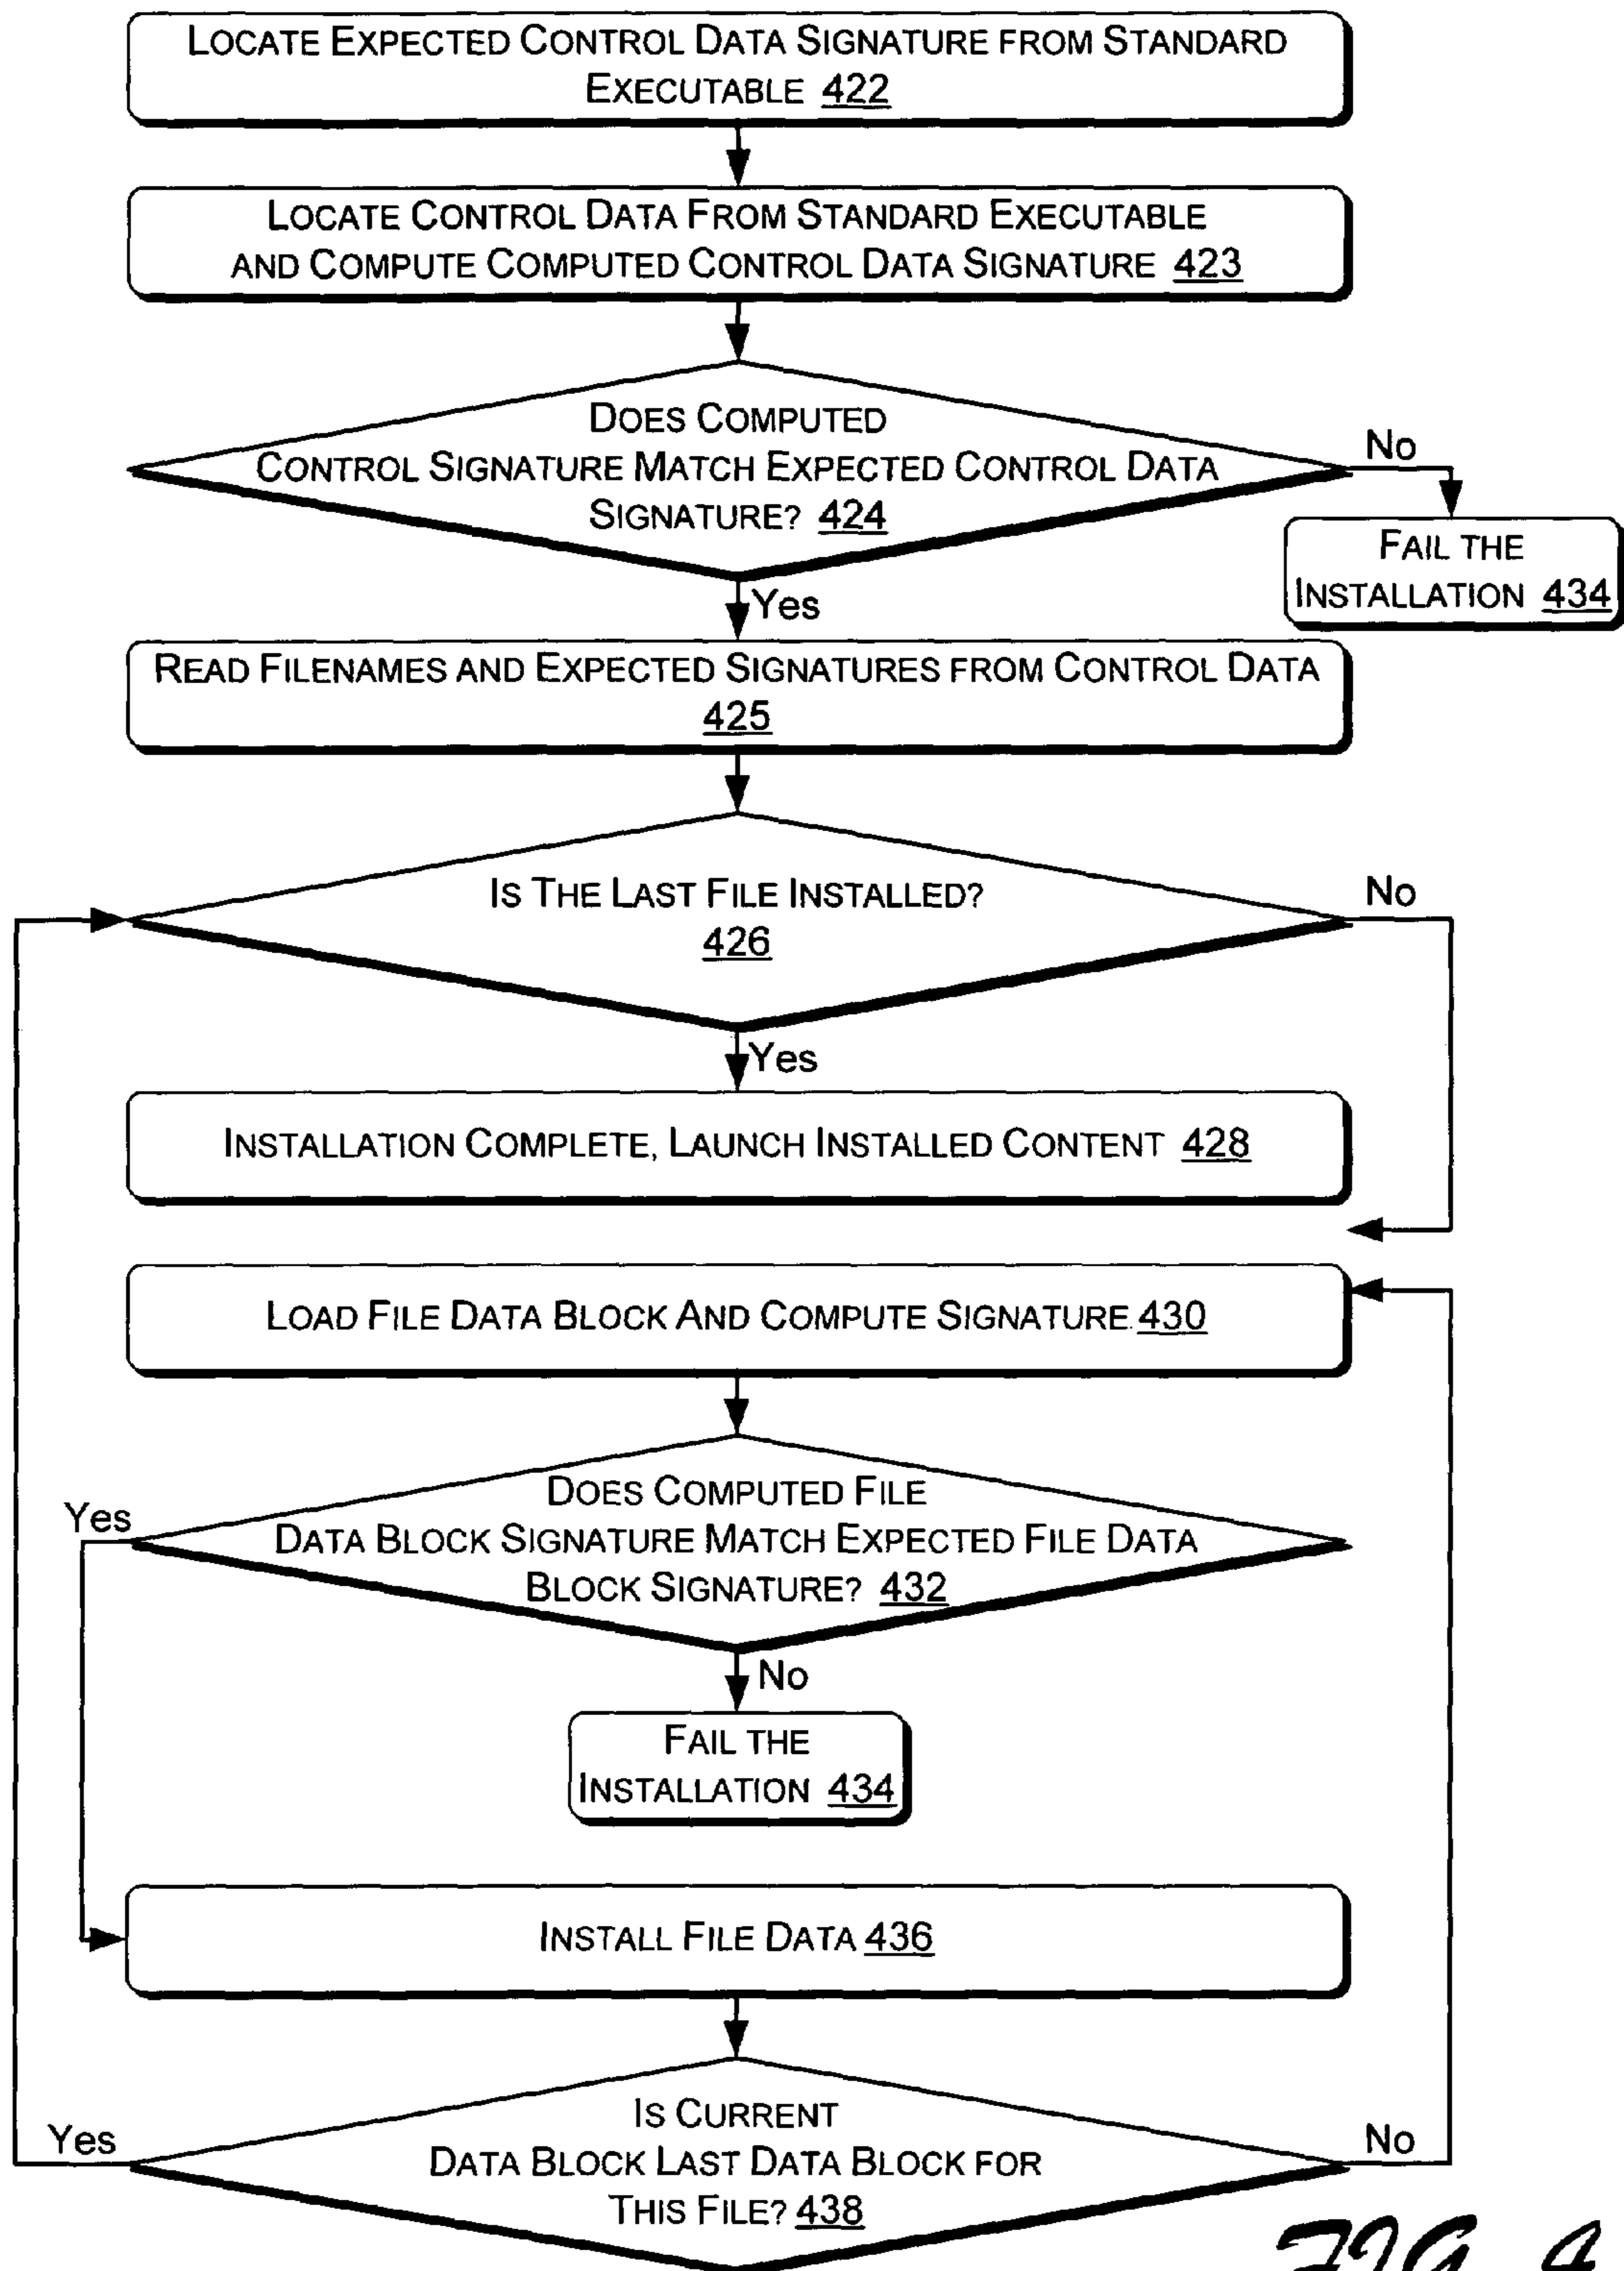 LOCATE EXPECTED CONTROL DATA SIGNATURE FROM STANDARD
EXECUTABLE 422
LOCATE CONTROL DATA FROM STANDARD EXECUTABLE
AND COMPUTE COMPUTED CONTROL DATA SIGNATURE 423
DOES COMPUTED
CONTROL SIGNATURE MATCH EXPECTED CONTROL DATA
SIGNATURE? 424
No
FAIL THE
INSTALLATION 434
Yes
READ FILENAMES AND EXPECTED SIGNATURES FROM CONTROL DATA
425
IS THE LAST FILE INSTALLED?
426
No
Yes
INSTALLATION COMPLETE, LAUNCH INSTALLED CONTENT 428
LOAD FILE DATA BLOCK AND COMPUTE SIGNATURE 430
DOES COMPUTED FILE
DATA BLOCK SIGNATURE MATCH EXPECTED FILE DATA
BLOCK SIGNATURE? 432
Yes
No
FAIL THE
INSTALLATION 434
INSTALL FILE DATA 436
IS CURRENT
DATA BLOCK LAST DATA BLOCK FOR
THIS FILE? 438
Yes
No
FIG. 4